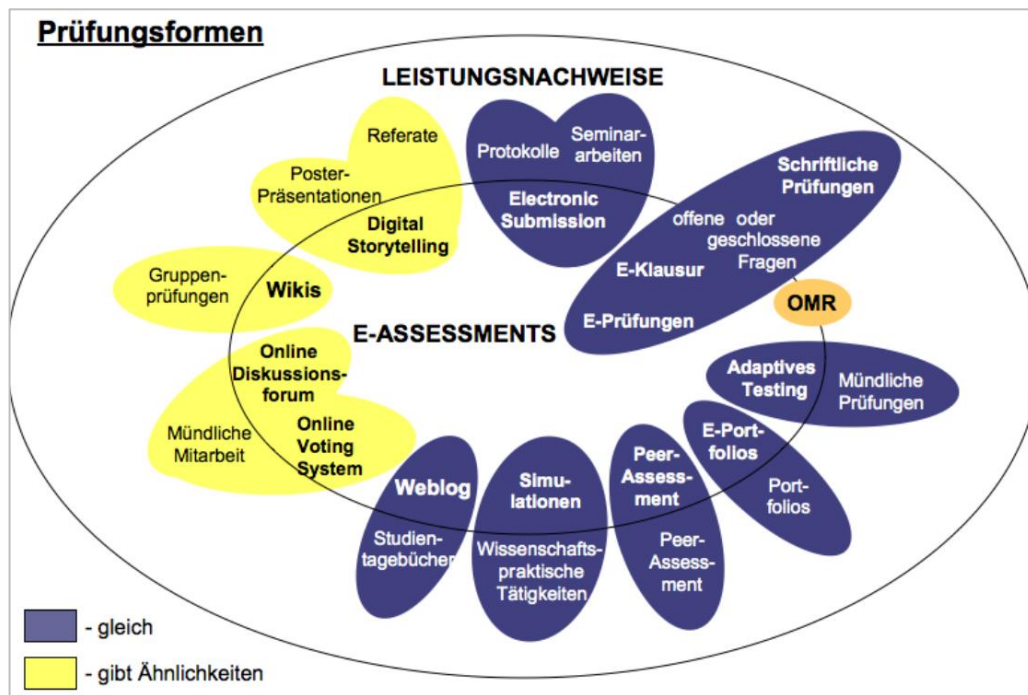 Prüfungsformen
LEISTUNGSNACHWEISE
Referate
Poster-
Präsentationen
Digital
Storytelling
Protokolle
Seminar-
arbeiten
Electronic
Submission
Schriftliche
Prüfungen
offene oder
geschlossene
Fragen
E-Klausur
E-Prüfungen
OMR
Gruppen-
prüfungen
Wikis
E-ASSESSMENTS
Online
Diskussions-
forum
Mündliche
Mitarbeit
Online
Voting
System
Adaptives
Testing
Mündliche
Prüfungen
E-Port-
folios
Port-
folios
Peer-
Assess-
ment
Peer-
Assess-
ment
Simu-
lationen
Wissenschafts-
praktische
Tätigkeiten
Weblog
Studien-
tagebücher
- gleich
- gibt Ähnlichkeiten